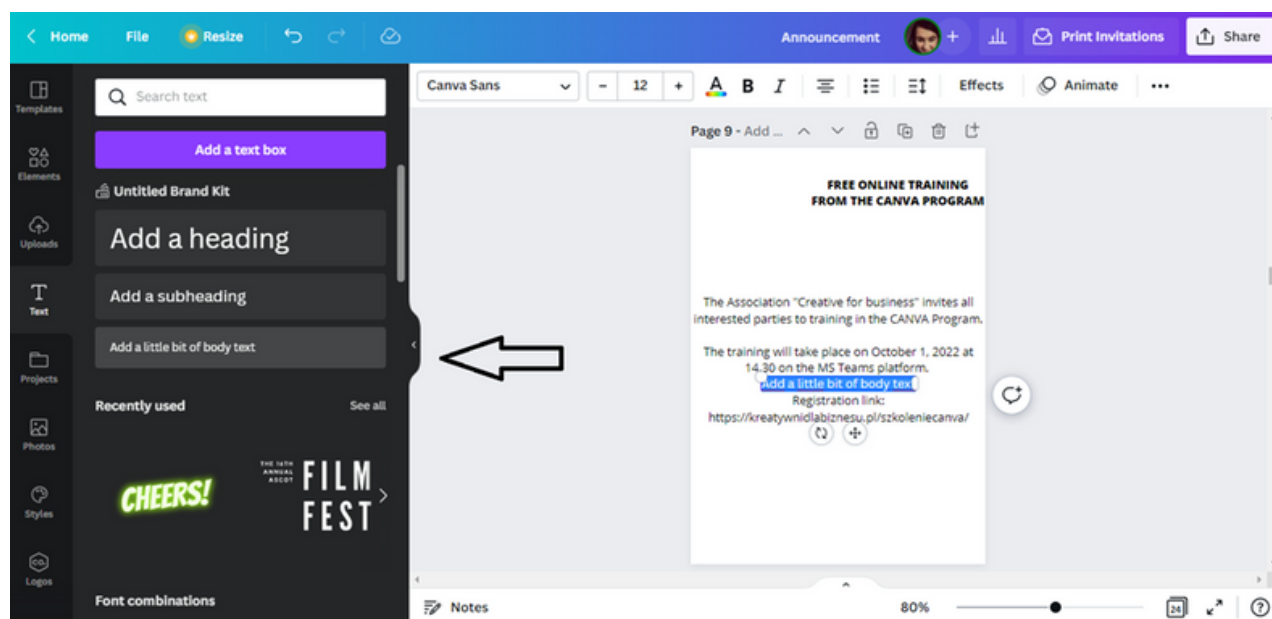 Home File Resize Announcement + Print Invitations Share
Templates
Elements
Uploads
Text
Projects
Photos
Styles
CO.
Logos
Search text
Add a text box
Untitled Brand Kit
Add a heading
Add a subheading
Add a little bit of body text
Recently used See all
CHEERS!
THE 16TH
ANNUAL
ASCOT
FILM
FEST
Font combinations
Canva Sans - 12 + A B I Effects Animate ...
Page 9 - Add ...
FREE ONLINE TRAINING
FROM THE CANVA PROGRAM
The Association "Creative for business" invites all
interested parties to training in the CANVA Program.
The training will take place on October 1, 2022 at
14.30 on the MS Teams platform.
Add a little bit of body text
Registration link:
https://kreatywnidlabiznesu.pl/szkoleniecanva/
Notes 80% 24 ?